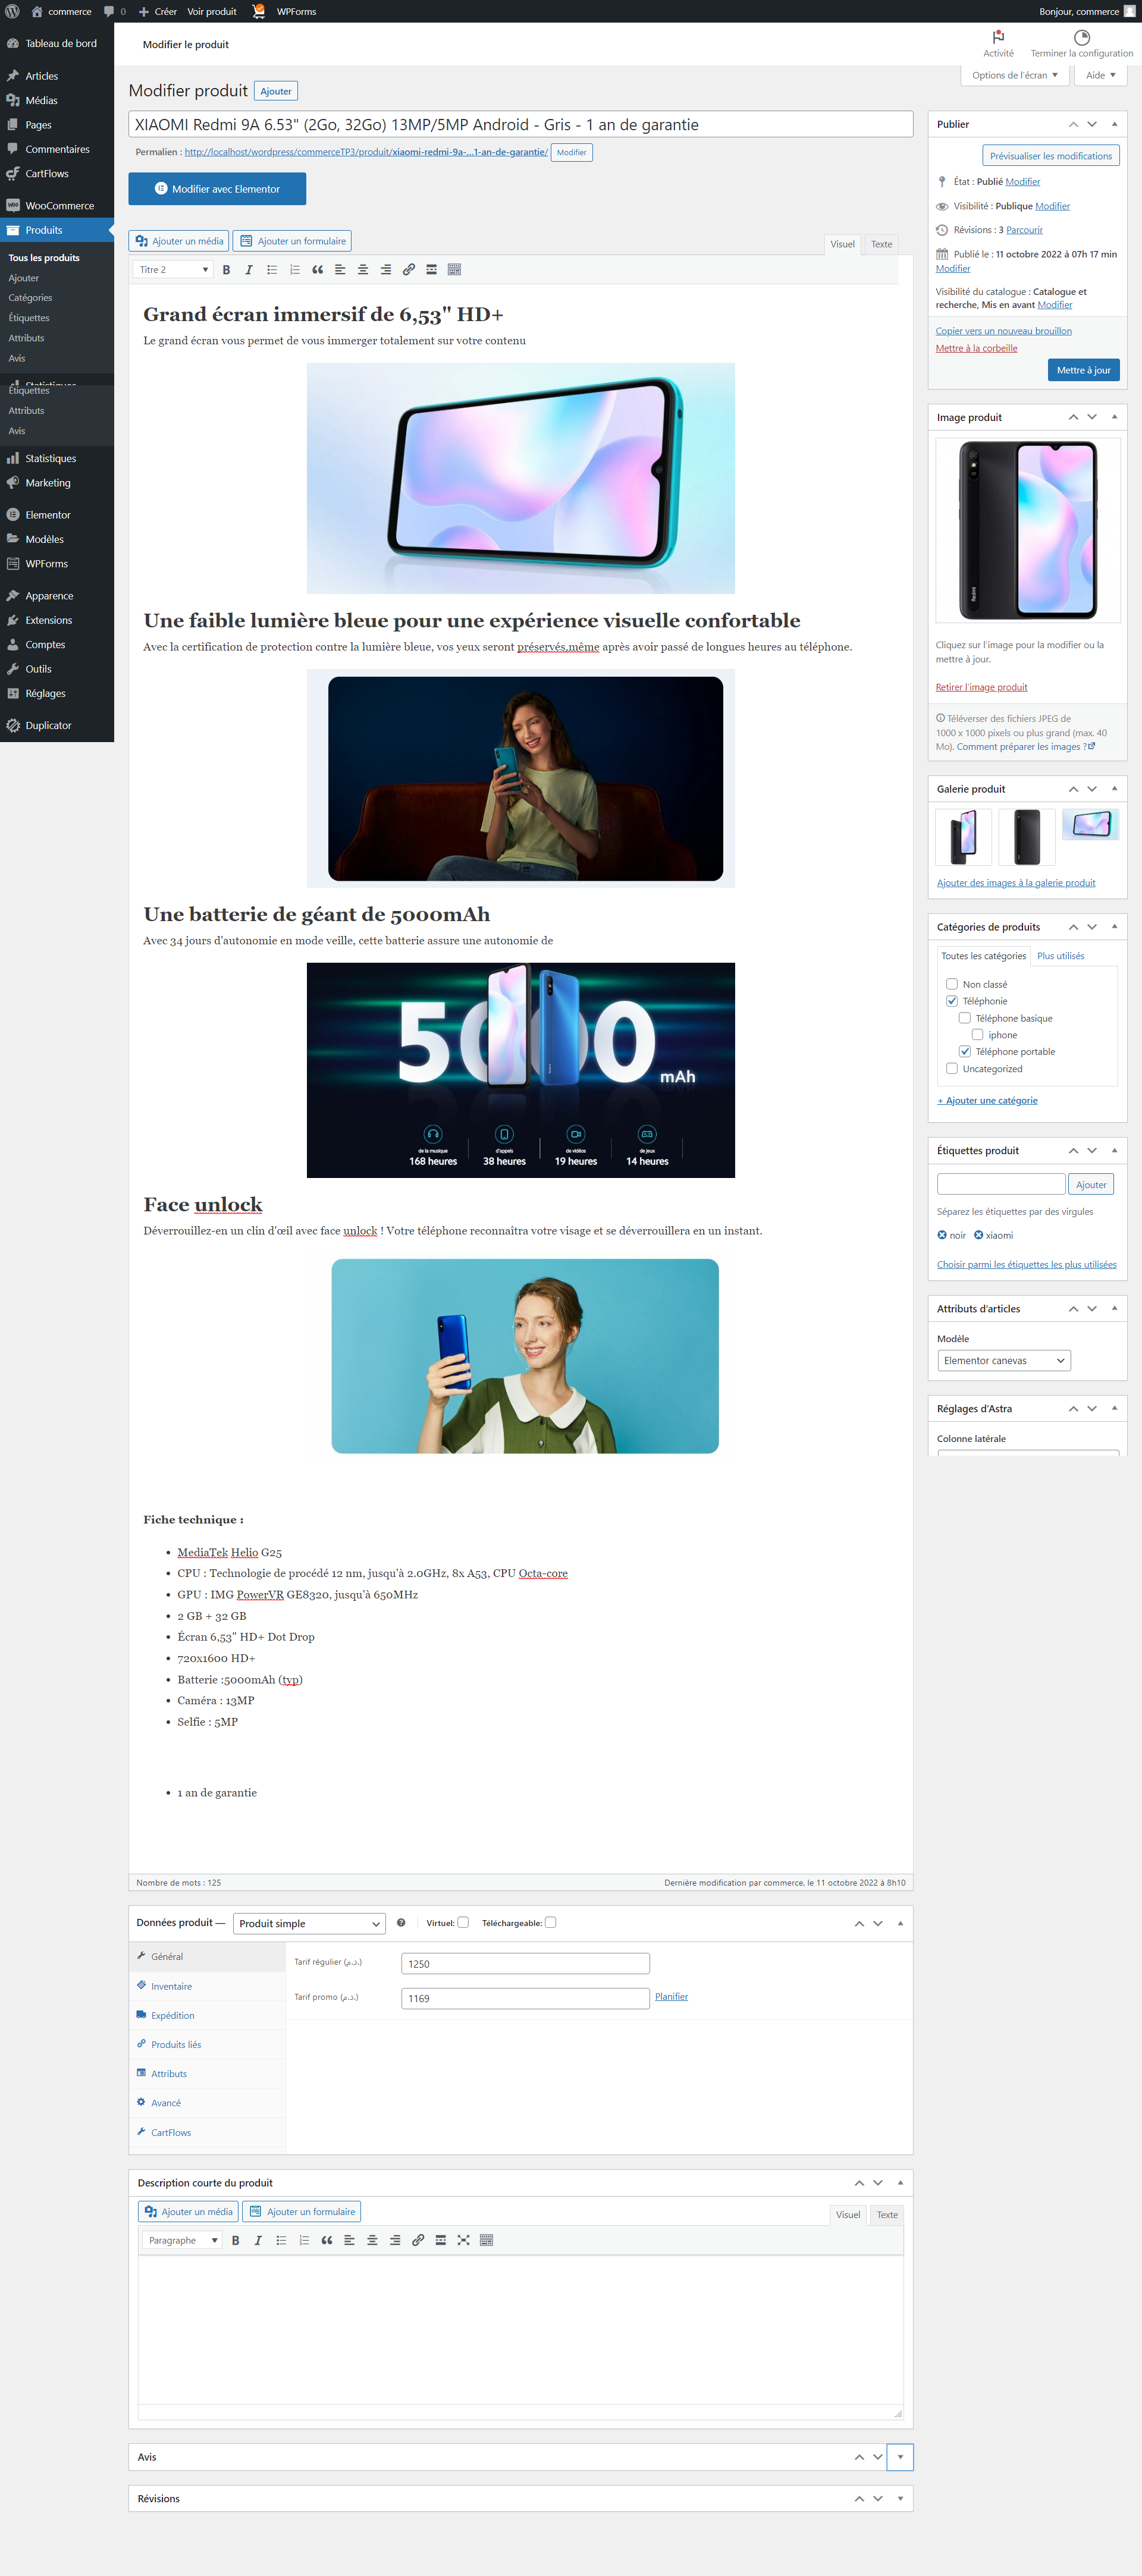 commerce
0
Créer
Voir produit
WPForms
Bonjour, commerce
Tableau de bord
Articles
Médias
Pages
Commentaires
CartFlows
WooCommerce
Produits
Tous les produits
Ajouter
Catégories
Étiquettes
Attributs
Avis
Statistiques
Étiquettes
Attributs
Avis
Statistiques
Marketing
Elementor
Modèles
WPForms
Apparence
Extensions
Comptes
Outils
Réglages
Duplicator
Modifier le produit
Activité
Terminer la configuration
Options de l'écran
Aide
Modifier produit Ajouter
XIAOMI Redmi 9A 6.53" (2Go, 32Go) 13MP/5MP Android - Gris - 1 an de garantie
Permalien : http://localhost/wordpress/commerceTP3/produit/xiaomi-redmi-9a-...1-an-de-garantie/ Modifier
Modifier avec Elementor
Ajouter un média
Ajouter un formulaire
Visuel
Texte
Titre 2
Grand écran immersif de 6,53" HD+
Le grand écran vous permet de vous immerger totalement sur votre contenu
Une faible lumière bleue pour une expérience visuelle confortable
Avec la certification de protection contre la lumière bleue, vos yeux seront préservés,même après avoir passé de longues heures au téléphone.
Une batterie de géant de 5000mAh
Avec 34 jours d'autonomie en mode veille, cette batterie assure une autonomie de
5000
mAh
de la musique
168 heures
d'appels
38 heures
de vidéos
19 heures
de jeux
14 heures
Face unlock
Déverrouillez-en un clin d'œil avec face unlock ! Votre téléphone reconnaîtra votre visage et se déverrouillera en un instant.
Fiche technique :
• MediaTek Helio G25
• CPU : Technologie de procédé 12 nm, jusqu'à 2.0GHz, 8x A53, CPU Octa-core
• GPU : IMG PowerVR GE8320, jusqu'à 650MHz
• 2 GB + 32 GB
• Écran 6,53" HD+ Dot Drop
• 720x1600 HD+
• Batterie :5000mAh (typ)
• Caméra : 13MP
• Selfie : 5MP
• 1 an de garantie
Nombre de mots : 125
Dernière modification par commerce, le 11 octobre 2022 à 8h10
Données produit —
Produit simple
Virtuel:
Téléchargeable:
Général
Inventaire
Expédition
Produits liés
Attributs
Avancé
CartFlows
Tarif régulier (د.م.)
1250
Tarif promo (د.م.)
1169
Planifier
Description courte du produit
Ajouter un média
Ajouter un formulaire
Visuel
Texte
Paragraphe
Avis
Révisions
Publier
Prévisualiser les modifications
État : Publié Modifier
Visibilité : Publique Modifier
Révisions : 3 Parcourir
Publié le : 11 octobre 2022 à 07h 17 min
Modifier
Visibilité du catalogue : Catalogue et
recherche, Mis en avant Modifier
Copier vers un nouveau brouillon
Mettre à la corbeille
Mettre à jour
Image produit
Redmi
Cliquez sur l'image pour la modifier ou la
mettre à jour.
Retirer l'image produit
Téléverser des fichiers JPEG de
1000 x 1000 pixels ou plus grand (max. 40
Mo). Comment préparer les images ?
Galerie produit
Ajouter des images à la galerie produit
Catégories de produits
Toutes les catégories
Plus utilisés
Non classé
Téléphonie
Téléphone basique
iphone
Téléphone portable
Uncategorized
+ Ajouter une catégorie
Étiquettes produit
Ajouter
Séparez les étiquettes par des virgules
noir
xiaomi
Choisir parmi les étiquettes les plus utilisées
Attributs d'articles
Modèle
Elementor canevas
Réglages d'Astra
Colonne latérale